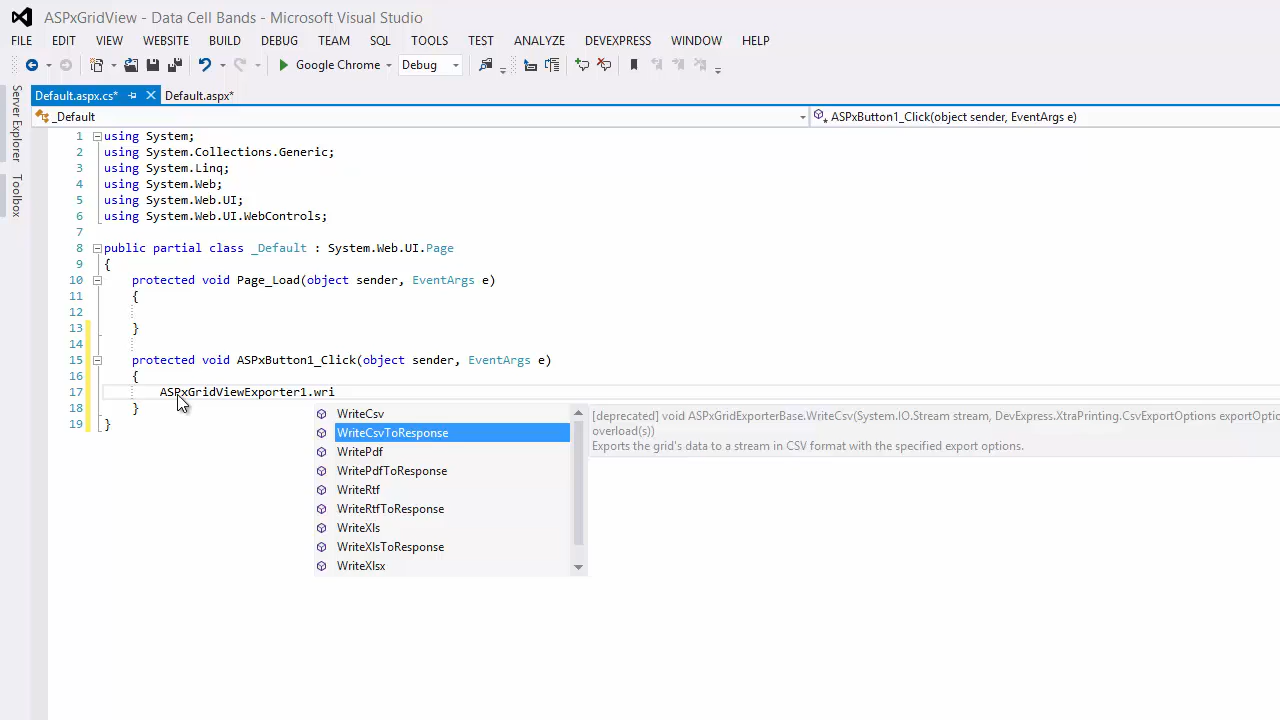 ASPxGridView - Data Cell Bands - Microsoft Visual Studio
FILE EDIT VIEW WEBSITE BUILD DEBUG TEAM SQL TOOLS TEST ANALYZE DEVEXPRESS WINDOW HELP
Google Chrome Debug
Default.aspx.cs* Default.aspx*
_Default ASPxButton1_Click(object sender, EventArgs e)
Server Explorer
Toolbox
1 using System;
2 using System.Collections.Generic;
3 using System.Linq;
4 using System.Web;
5 using System.Web.UI;
6 using System.Web.UI.WebControls;
7
8 public partial class _Default : System.Web.UI.Page
9 {
10 protected void Page_Load(object sender, EventArgs e)
11 {
12
13 }
14
15 protected void ASPxButton1_Click(object sender, EventArgs e)
16 {
17 ASPxGridViewExporter1.wri
18 }
19 }
WriteCsv
WriteCsvToResponse
WritePdf
WritePdfToResponse
WriteRtf
WriteRtfToResponse
WriteXls
WriteXlsToResponse
WriteXlsx
[deprecated] void ASPxGridExporterBase.WriteCsv(System.IO.Stream stream, DevExpress.XtraPrinting.CsvExportOptions exportOptio
overload(s))
Exports the grid's data to a stream in CSV format with the specified export options.